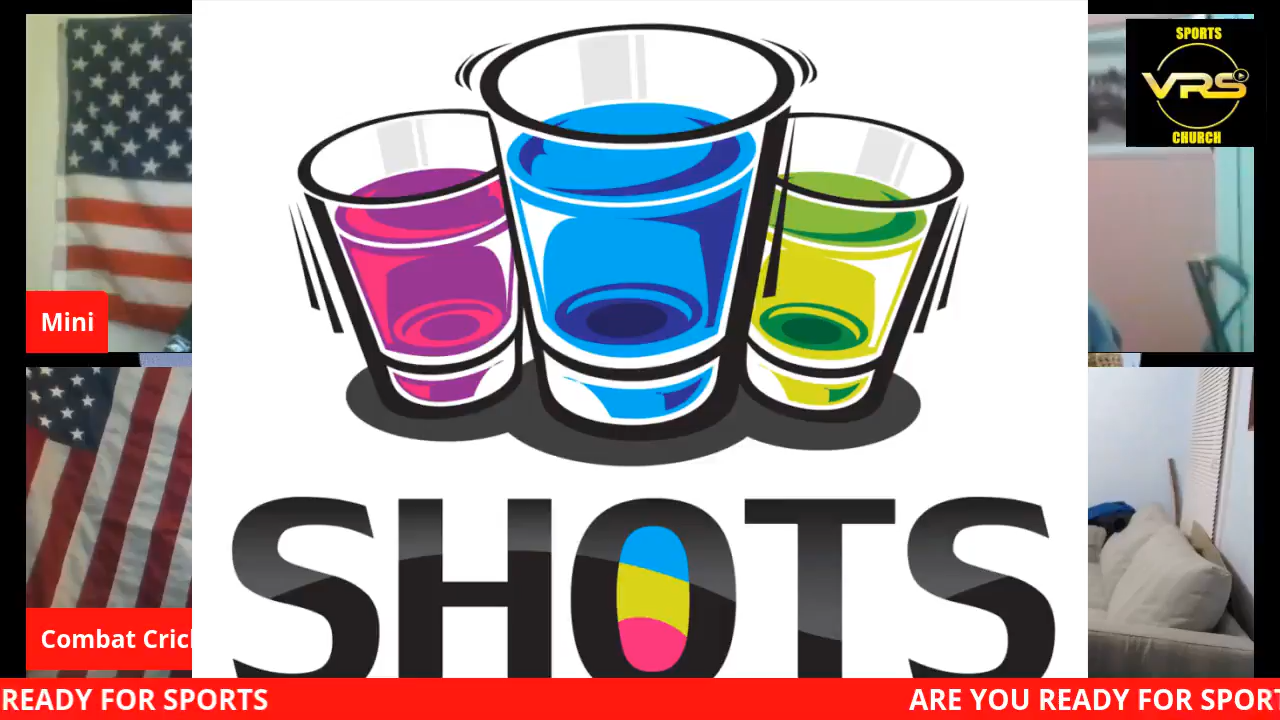 SPORTS
VRS
CHURCH
Mini
SHOTS
Combat Cric
READY FOR SPORTS
ARE YOU READY FOR SPORT